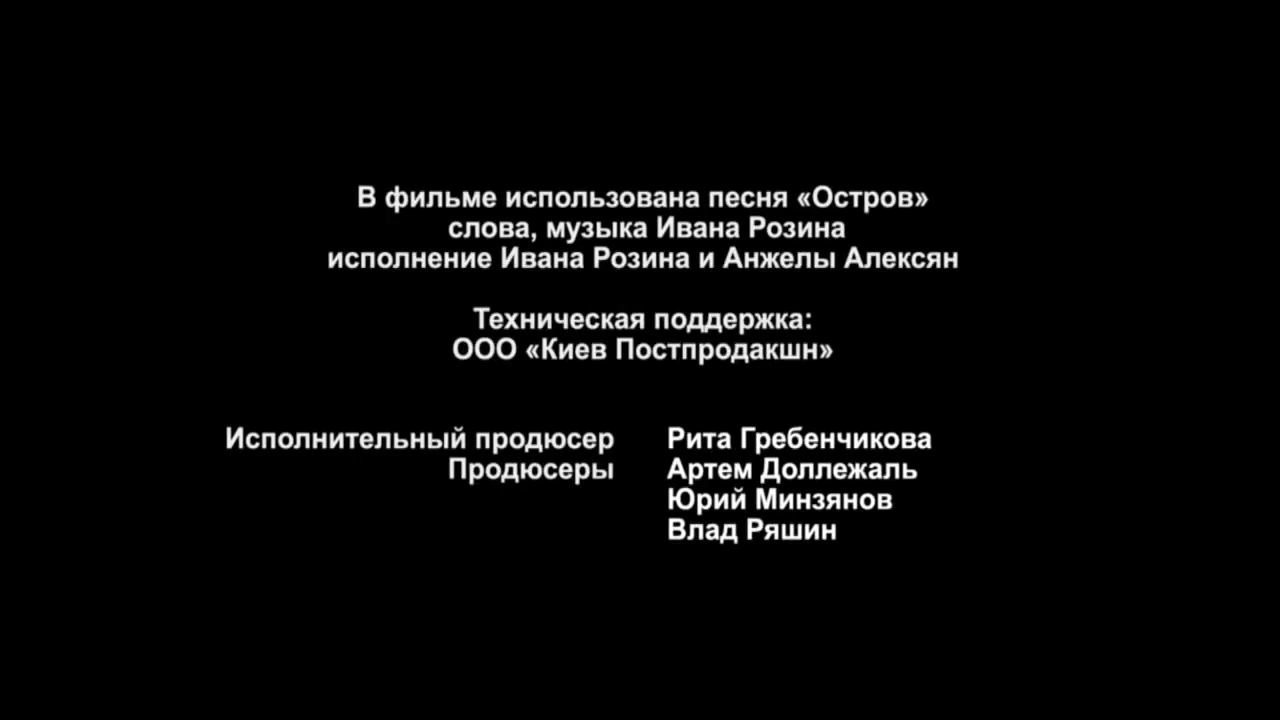 В фильме использована песня «Остров»
слова, музыка Ивана Розина
исполнение Ивана Розина и Анжелы Алексян
Техническая поддержка:
ООО «Киев Постпродакшн»
Исполнительный продюсер Рита Гребенчикова
Продюсеры Артем Доллежаль
Юрий Минзянов
Влад Ряшин